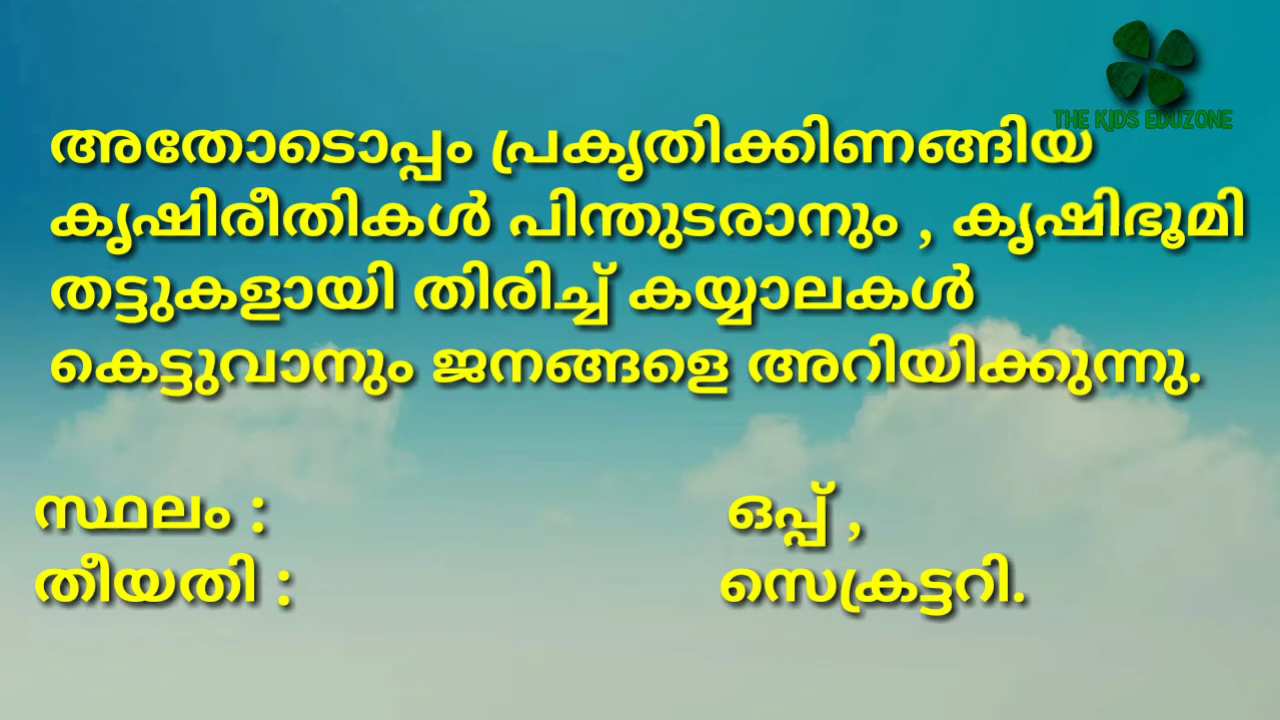 THE KIDS EDUZONE
അതോടൊപ്പം പ്രകൃതിക്കിണങ്ങിയ
കൃഷിരീതികൾ പിന്തുടരാനും , കൃഷിഭൂമി
തട്ടുകളായി തിരിച്ച് കയ്യാലകൾ
കെട്ടുവാനും ജനങ്ങളെ അറിയിക്കുന്നു.
സ്ഥലം : ഒപ്പ് ,
തീയതി : സെക്രട്ടറി.